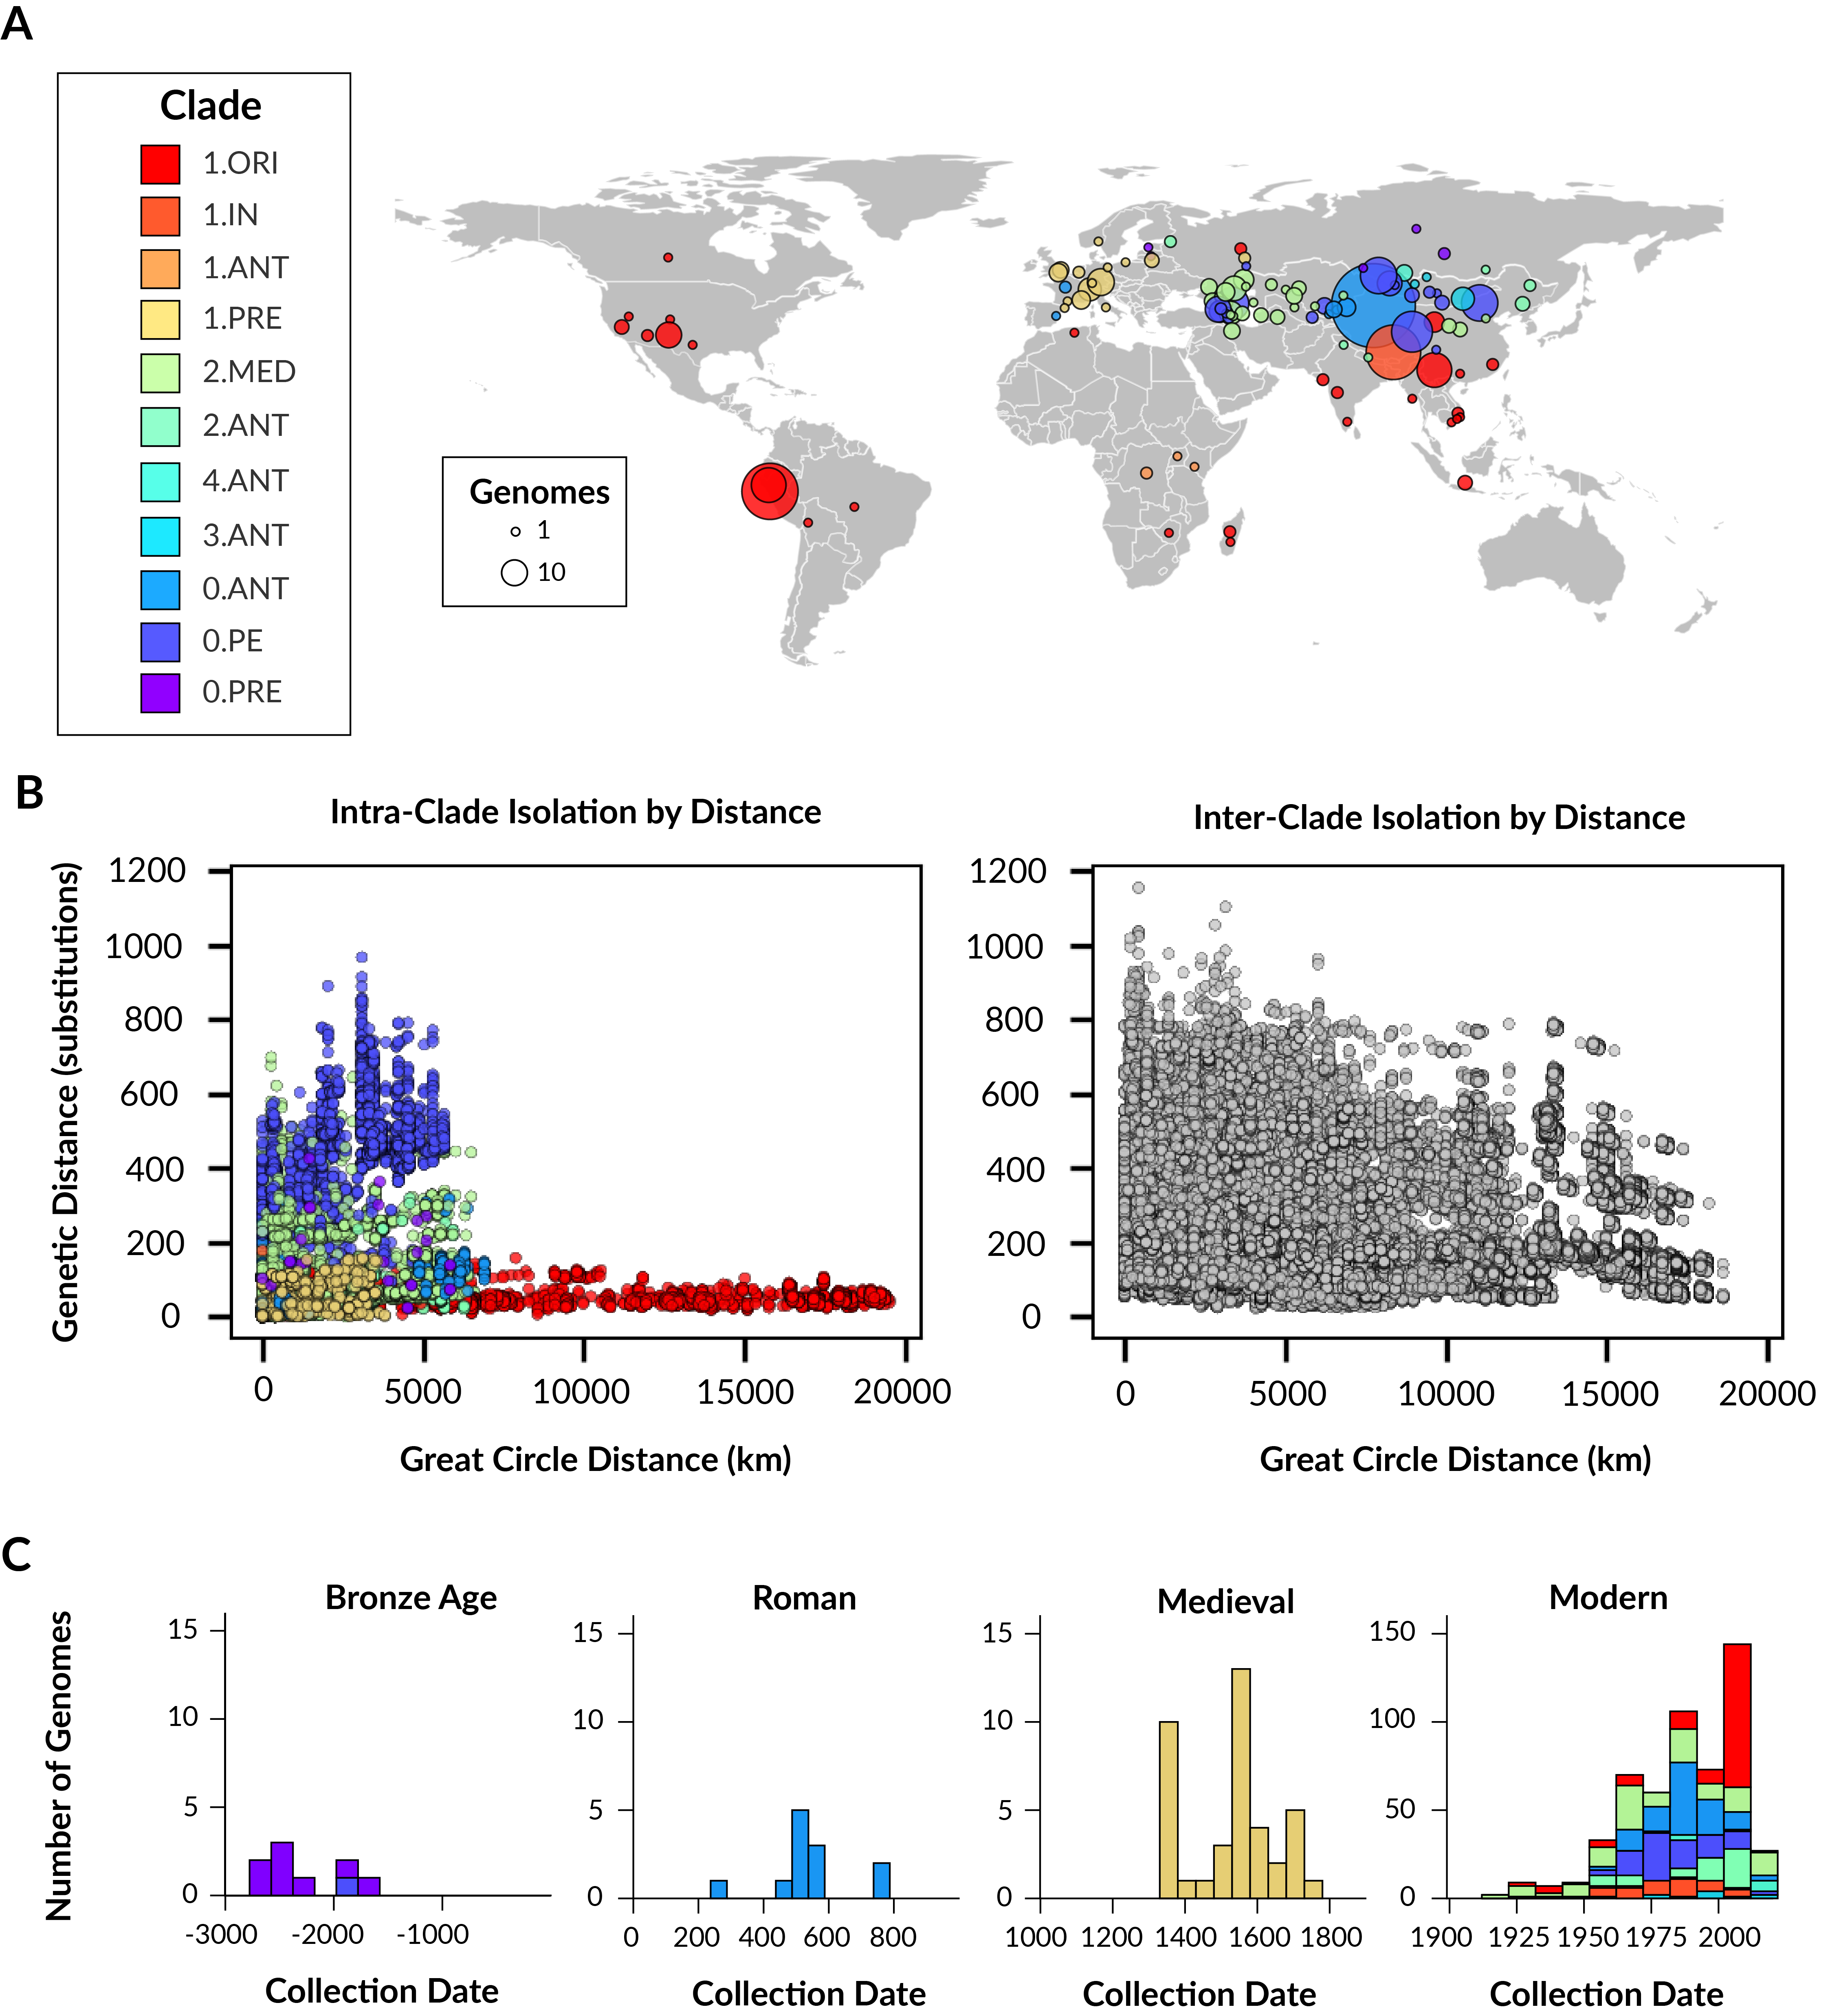 A
Clade
1.ORI
1.IN
1.ANT
1.PRE
2.MED
2.ANT
4.ANT
3.ANT
0.ANT
0.PE
0.PRE
Genomes
1
10
B
Intra-Clade Isolation by Distance
Genetic Distance (substitutions)
1200
1000
800
600
400
200
0
0 5000 10000 15000 20000
Great Circle Distance (km)
Inter-Clade Isolation by Distance
1200
1000
800
600
400
200
0
0 5000 10000 15000 20000
Great Circle Distance (km)
C
Number of Genomes
Bronze Age
15
10
5
0
-3000 -2000 -1000
Collection Date
Roman
15
10
5
0
0 200 400 600 800
Collection Date
Medieval
15
10
5
0
1000 1200 1400 1600 1800
Collection Date
Modern
150
100
50
0
1900 1925 1950 1975 2000
Collection Date